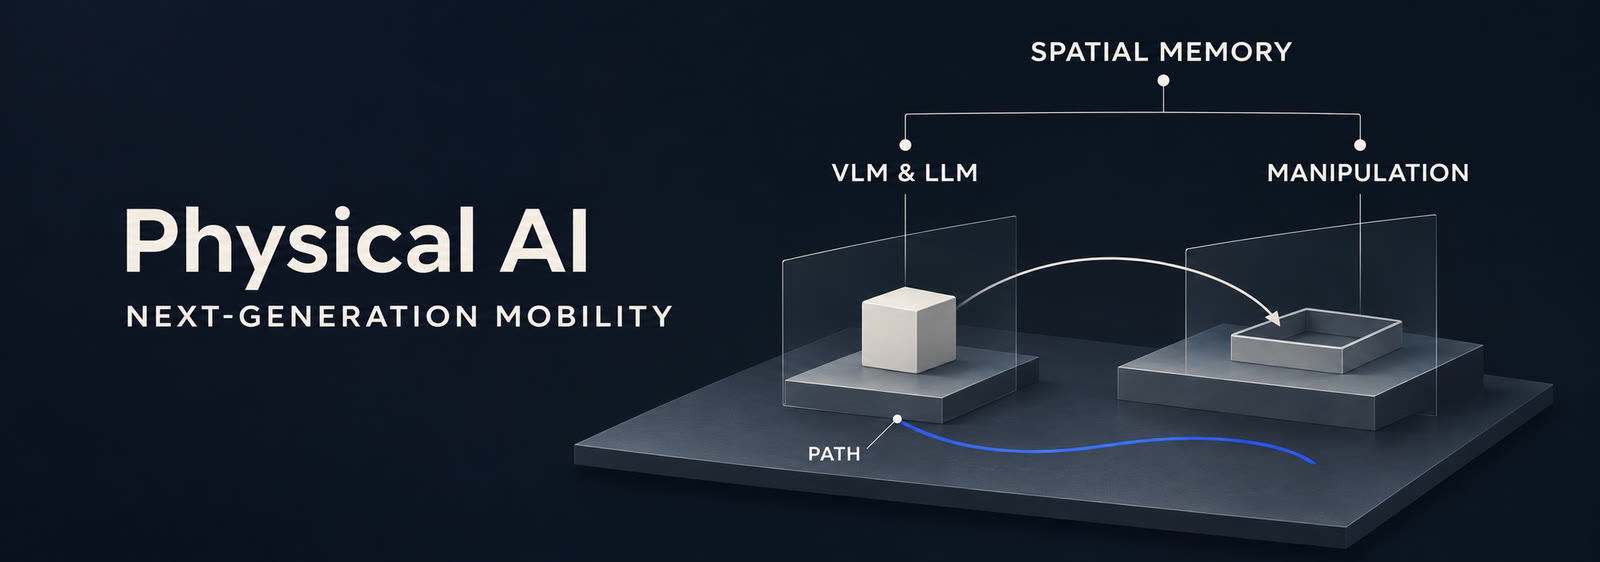 Physical AI
NEXT-GENERATION MOBILITY
SPATIAL MEMORY
VLM & LLM
MANIPULATION
PATH